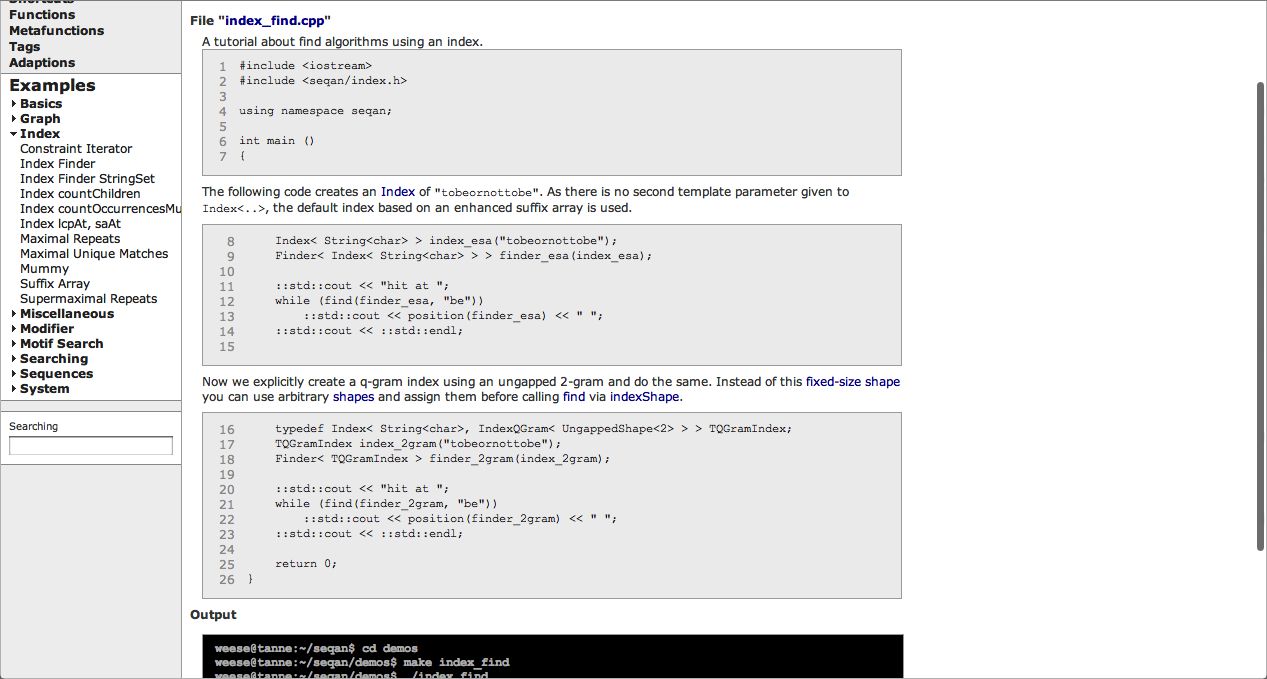 Shortcuts
Functions
Metafunctions
Tags
Adaptions
Examples
Basics
Graph
Index
Constraint Iterator
Index Finder
Index Finder StringSet
Index countChildren
Index countOccurrencesMu
Index lcpAt, saAt
Maximal Repeats
Maximal Unique Matches
Mummy
Suffix Array
Supermaximal Repeats
Miscellaneous
Modifier
Motif Search
Searching
Sequences
System
Searching
File "index_find.cpp"
A tutorial about find algorithms using an index.
1 #include <iostream>
2 #include <seqan/index.h>
3
4 using namespace seqan;
5
6 int main ()
7 {
The following code creates an Index of "tobeornottobe". As there is no second template parameter given to
Index<..>, the default index based on an enhanced suffix array is used.
8 Index< String<char> > index_esa("tobeornottobe");
9 Finder< Index< String<char> > > finder_esa(index_esa);
10
11 ::std::cout << "hit at ";
12 while (find(finder_esa, "be"))
13 ::std::cout << position(finder_esa) << " ";
14 ::std::cout << ::std::endl;
15
Now we explicitly create a q-gram index using an ungapped 2-gram and do the same. Instead of this fixed-size shape
you can use arbitrary shapes and assign them before calling find via indexShape.
16 typedef Index< String<char>, IndexQGram< UngappedShape<2> > > TQGramIndex;
17 TQGramIndex index_2gram("tobeornottobe");
18 Finder< TQGramIndex > finder_2gram(index_2gram);
19
20 ::std::cout << "hit at ";
21 while (find(finder_2gram, "be"))
22 ::std::cout << position(finder_2gram) << " ";
23 ::std::cout << ::std::endl;
24
25 return 0;
26 }
Output
weese@tanne:~/seqan$ cd demos
weese@tanne:~/seqan/demos$ make index_find
weese@tanne:~/seqan/demos$ ./index_find